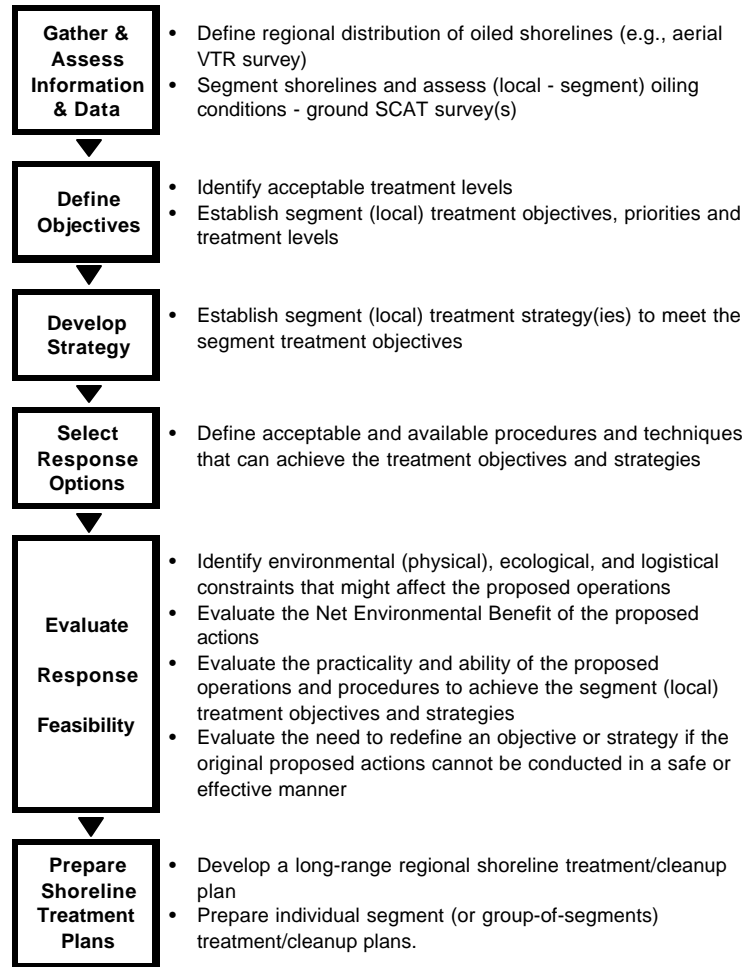 Gather &
Assess
Information
& Data
• Define regional distribution of oiled shorelines (e.g., aerial
VTR survey)
• Segment shorelines and assess (local - segment) oiling
conditions - ground SCAT survey(s)
Define
Objectives
• Identify acceptable treatment levels
• Establish segment (local) treatment objectives, priorities and
treatment levels
Develop
Strategy
• Establish segment (local) treatment strategy(ies) to meet the
segment treatment objectives
Select
Response
Options
• Define acceptable and available procedures and techniques
that can achieve the treatment objectives and strategies
Evaluate
Response
Feasibility
• Identify environmental (physical), ecological, and logistical
constraints that might affect the proposed operations
• Evaluate the Net Environmental Benefit of the proposed
actions
• Evaluate the practicality and ability of the proposed
operations and procedures to achieve the segment (local)
treatment objectives and strategies
• Evaluate the need to redefine an objective or strategy if the
original proposed actions cannot be conducted in a safe or
effective manner
Prepare
Shoreline
Treatment
Plans
• Develop a long-range regional shoreline treatment/cleanup
plan
• Prepare individual segment (or group-of-segments)
treatment/cleanup plans.